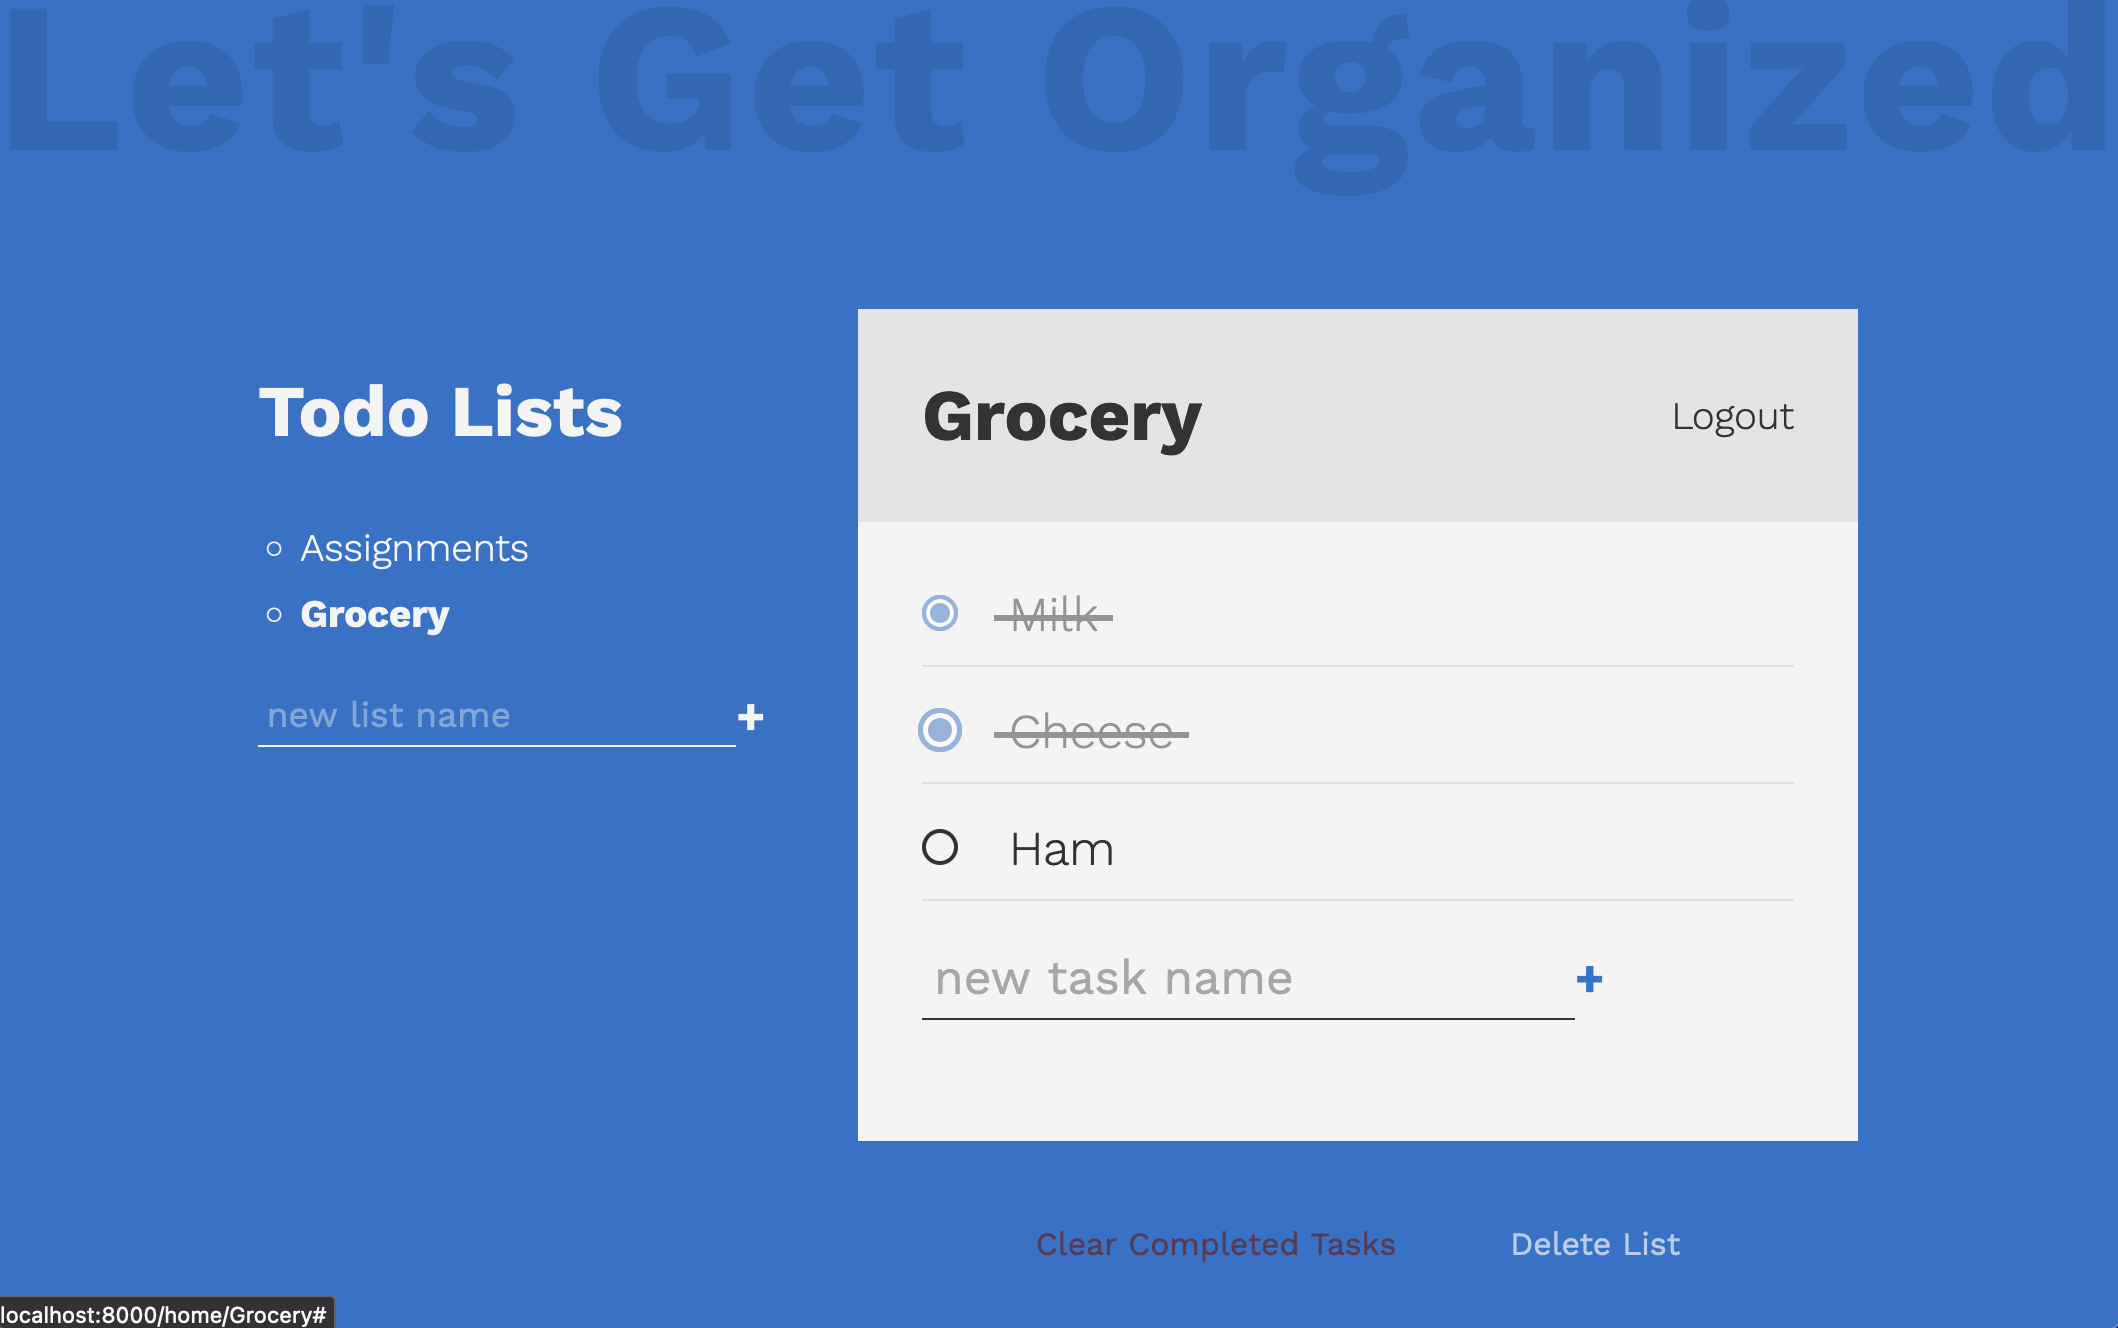 Let's Get Organized
Todo Lists
Assignments
Grocery
new list name
+
Grocery
Logout
Milk
Cheese
Ham
new task name
+
Clear Completed Tasks
Delete List
localhost:8000/home/Grocery#